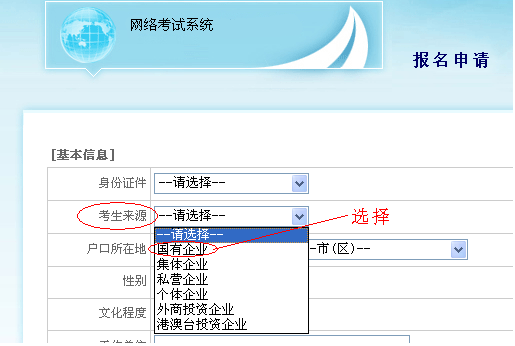 网络考试系统
报名申请
[基本信息]
身份证件 --请选择--
考生来源 --请选择-- 选择
--请选择--
户口所在地 国有企业 -市(区)--
集体企业
性别 私营企业
个体企业
文化程度 外商投资企业
港澳台投资企业